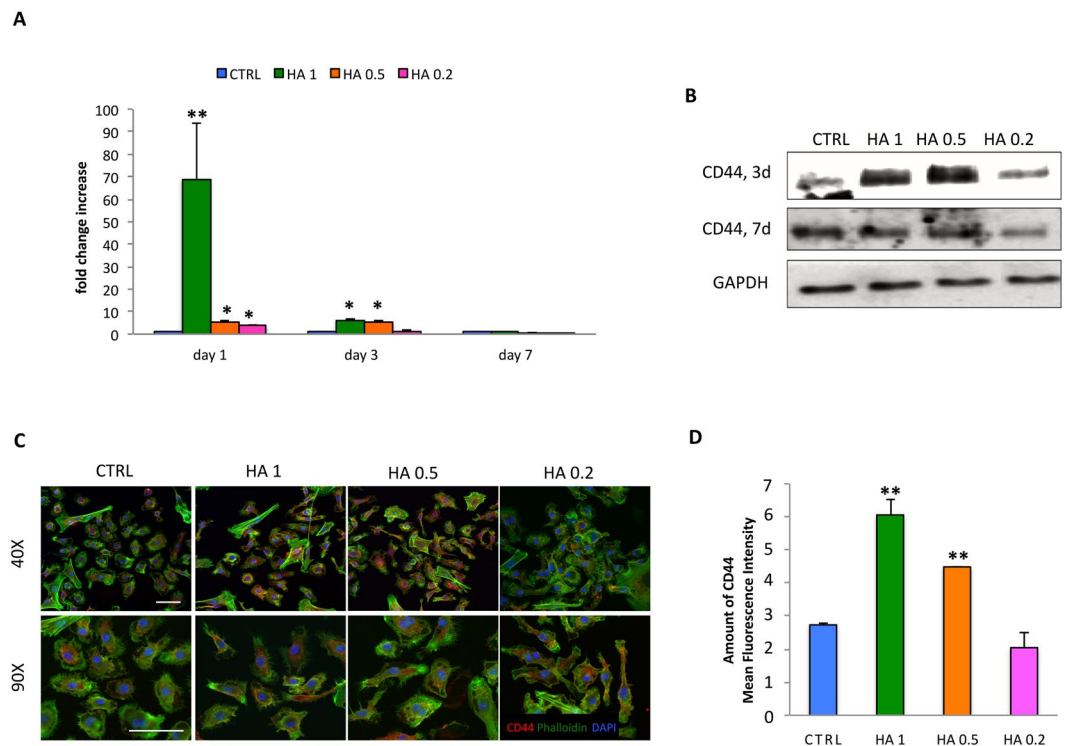 A
CTRL HA 1 HA 0.5 HA 0.2
fold change increase
100
90
80
70
60
50
40
30
20
10
0
**
*
*
*
*
day 1 day 3 day 7
B
CTRL HA 1 HA 0.5 HA 0.2
CD44, 3d
CD44, 7d
GAPDH
C
CTRL HA 1 HA 0.5 HA 0.2
40X
90X
CD44 Phalloidin DAPI
D
Amount of CD44
Mean Fluorescence Intensity
7
6
5
4
3
2
1
0
**
**
CTRL HA 1 HA 0.5 HA 0.2